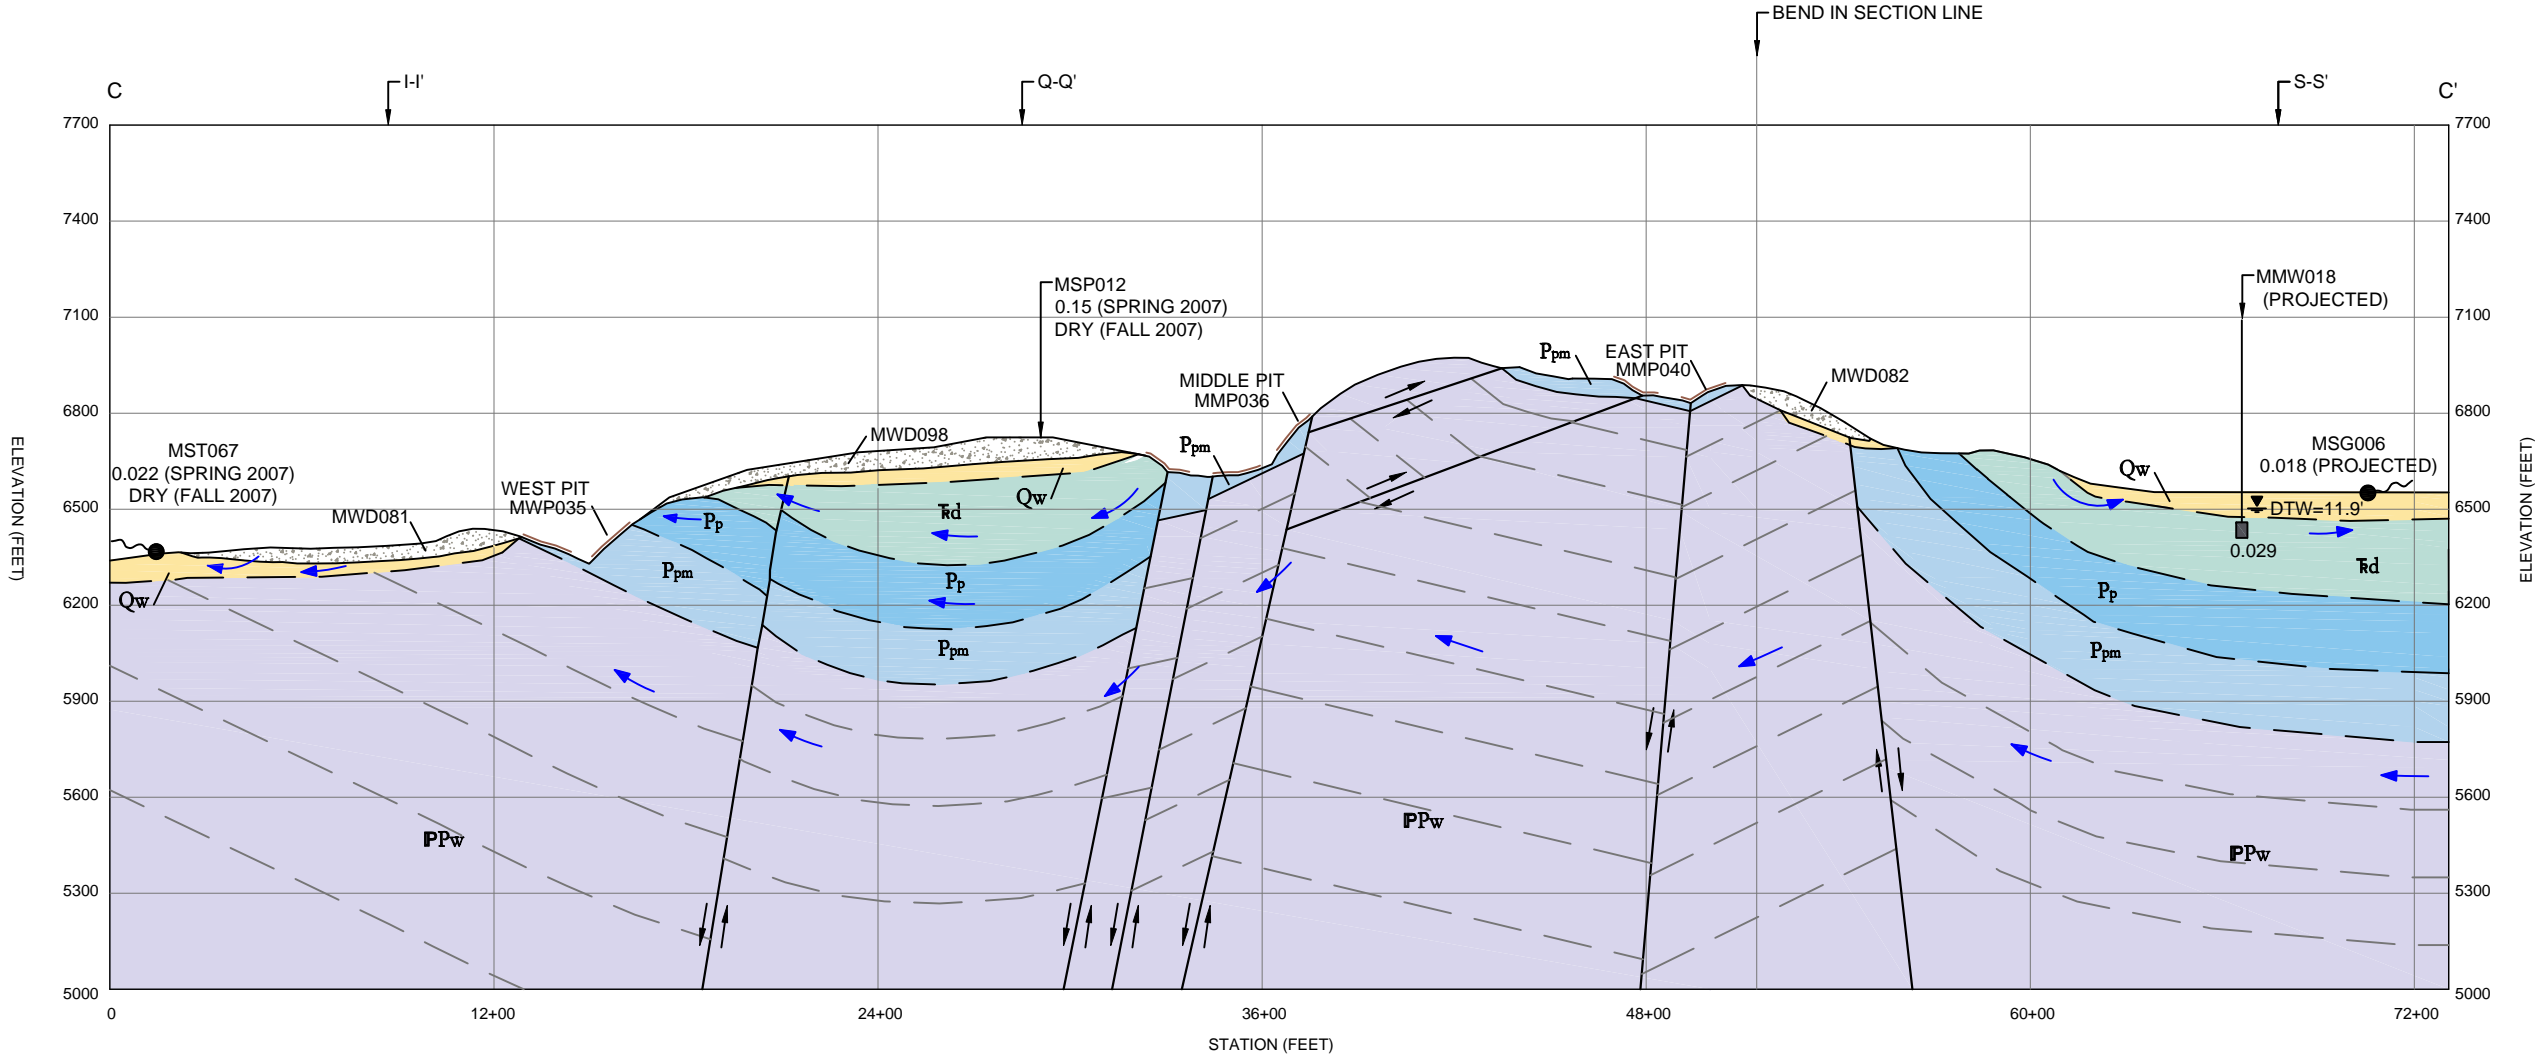 BEND IN SECTION LINE
C
I-I'
Q-Q'
S-S'
C'
7700
7700
7400
7400
7100
7100
6800
6800
6500
6500
6200
6200
5900
5900
5600
5600
5300
5300
5000
5000
ELEVATION (FEET)
ELEVATION (FEET)
MST067
0.022 (SPRING 2007)
DRY (FALL 2007)
MWD081
Qw
WEST PIT
MWP035
Ppm
Pp
MWD098
MSP012
0.15 (SPRING 2007)
DRY (FALL 2007)
Qw
TRd
Pp
Ppm
Ppm
MIDDLE PIT
MMP036
Ppm
EAST PIT
MMP040
MWD082
MMW018
(PROJECTED)
MSG006
0.018 (PROJECTED)
Qw
DTW=11.9'
0.029
TRd
Pp
Ppm
PPw
PPw
PPw
0
12+00
24+00
36+00
48+00
60+00
72+00
STATION (FEET)